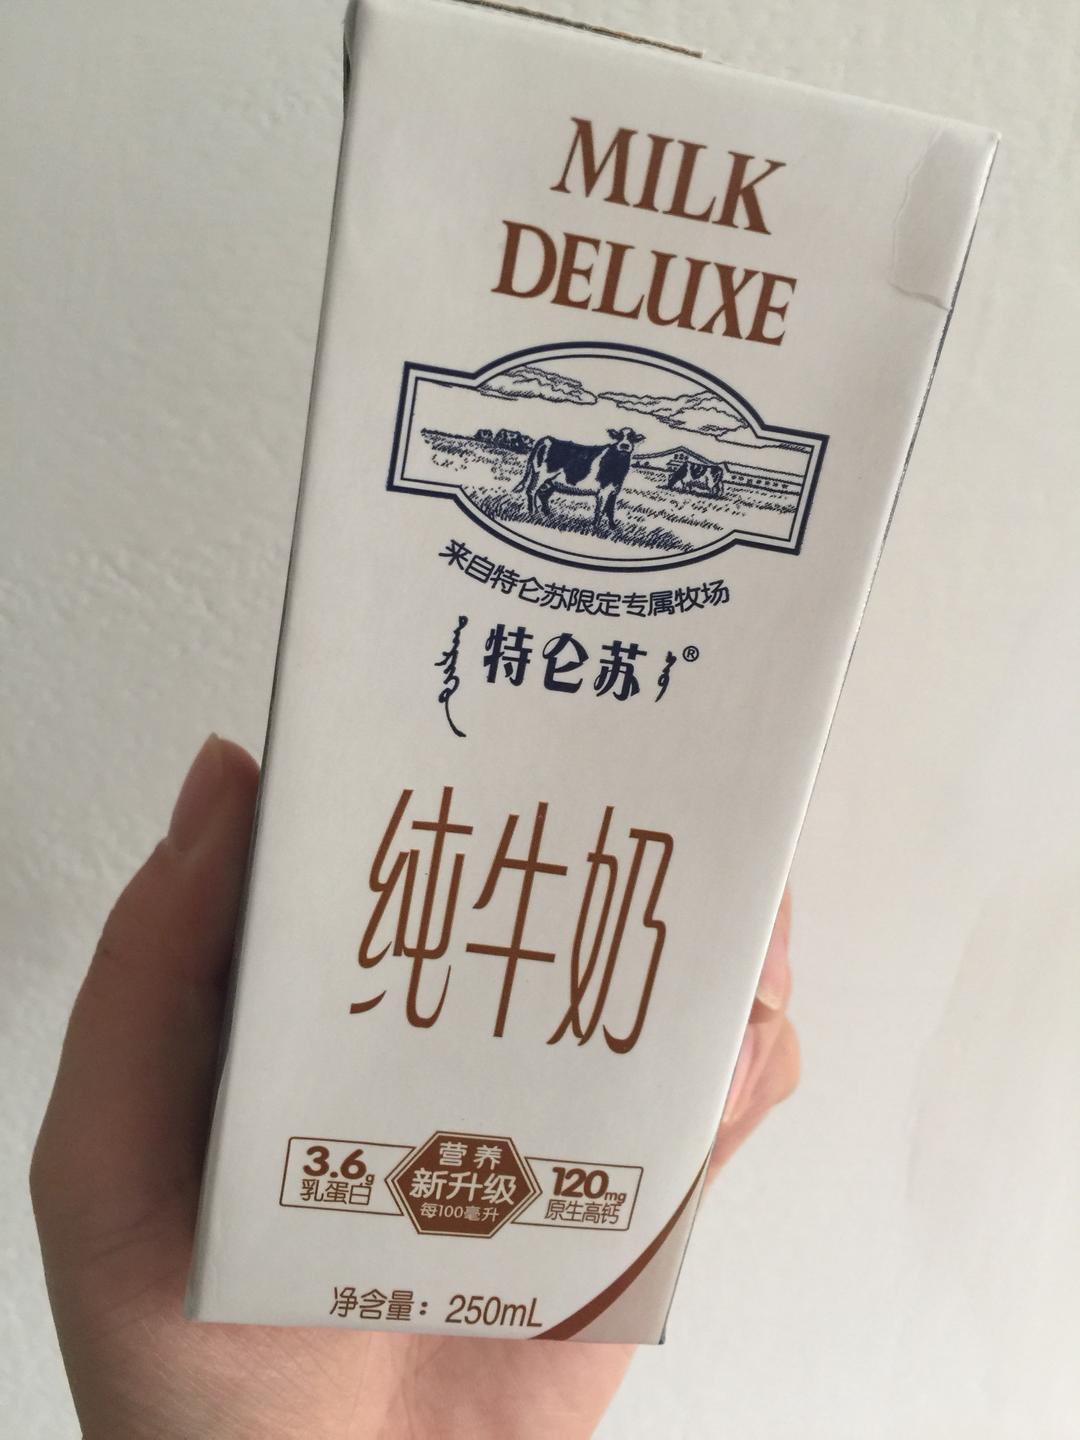 MILK
DELUXE
来自特仑苏限定专属牧场
特仑苏®
纯牛奶
3.6g
乳蛋白
营养
新升级
每100毫升
120mg
原生高钙
净含量：250mL